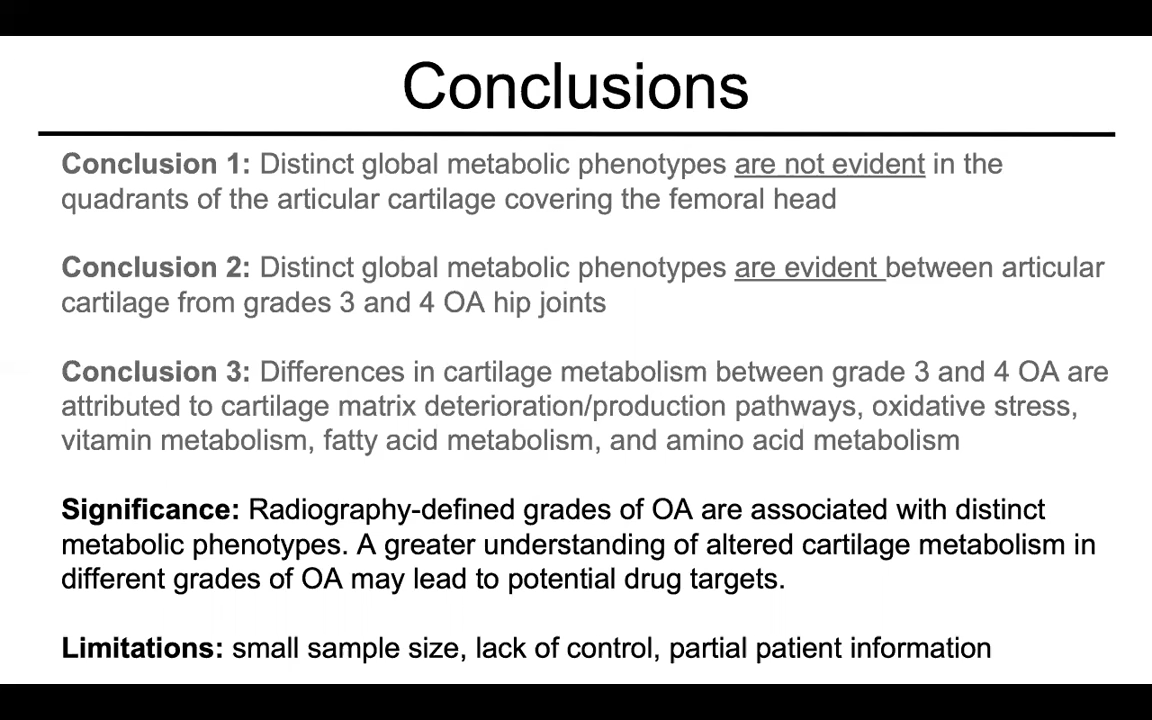 Conclusions
Conclusion 1: Distinct global metabolic phenotypes are not evident in the
quadrants of the articular cartilage covering the femoral head
Conclusion 2: Distinct global metabolic phenotypes are evident between articular
cartilage from grades 3 and 4 OA hip joints
Conclusion 3: Differences in cartilage metabolism between grade 3 and 4 OA are
attributed to cartilage matrix deterioration/production pathways, oxidative stress,
vitamin metabolism, fatty acid metabolism, and amino acid metabolism
Significance: Radiography-defined grades of OA are associated with distinct
metabolic phenotypes. A greater understanding of altered cartilage metabolism in
different grades of OA may lead to potential drug targets.
Limitations: small sample size, lack of control, partial patient information